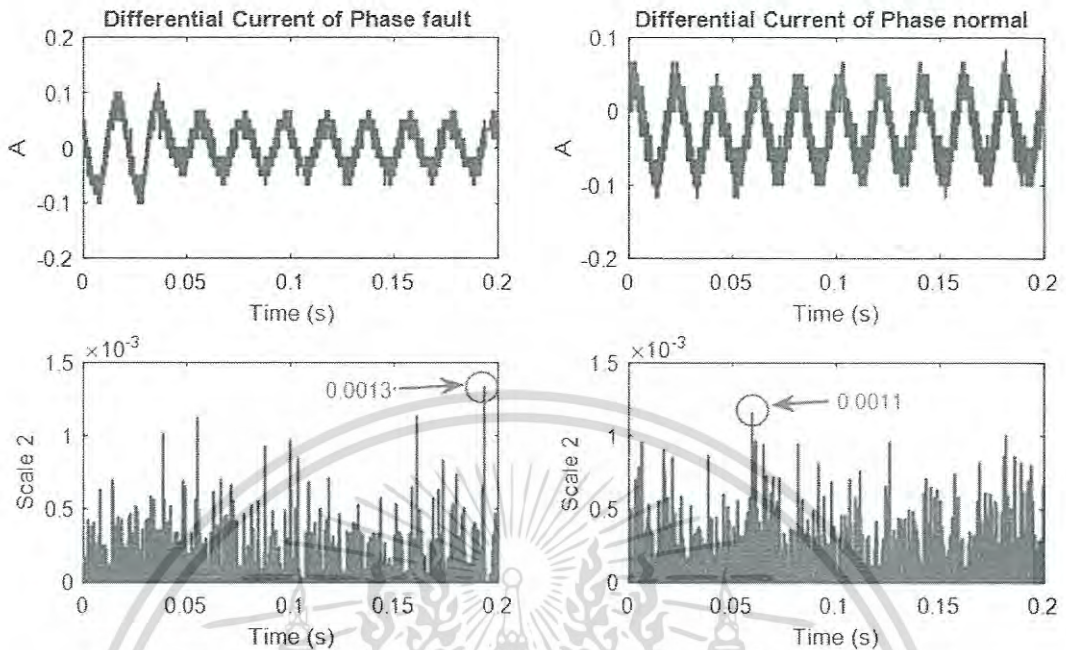 Differential Current of Phase fault
0.2
0.1
0
-0.1
-0.2
A
0 0.05 0.1 0.15 0.2
Time (s)
Differential Current of Phase normal
0.1
0
-0.1
-0.2
A
0 0.05 0.1 0.15 0.2
Time (s)
×10-3
1.5
1
0.5
0
Scale 2
0.0013
0 0.05 0.1 0.15 0.2
Time (s)
×10-3
1.5
1
0.5
0
Scale 2
0.0011
0 0.05 0.1 0.15 0.2
Time (s)